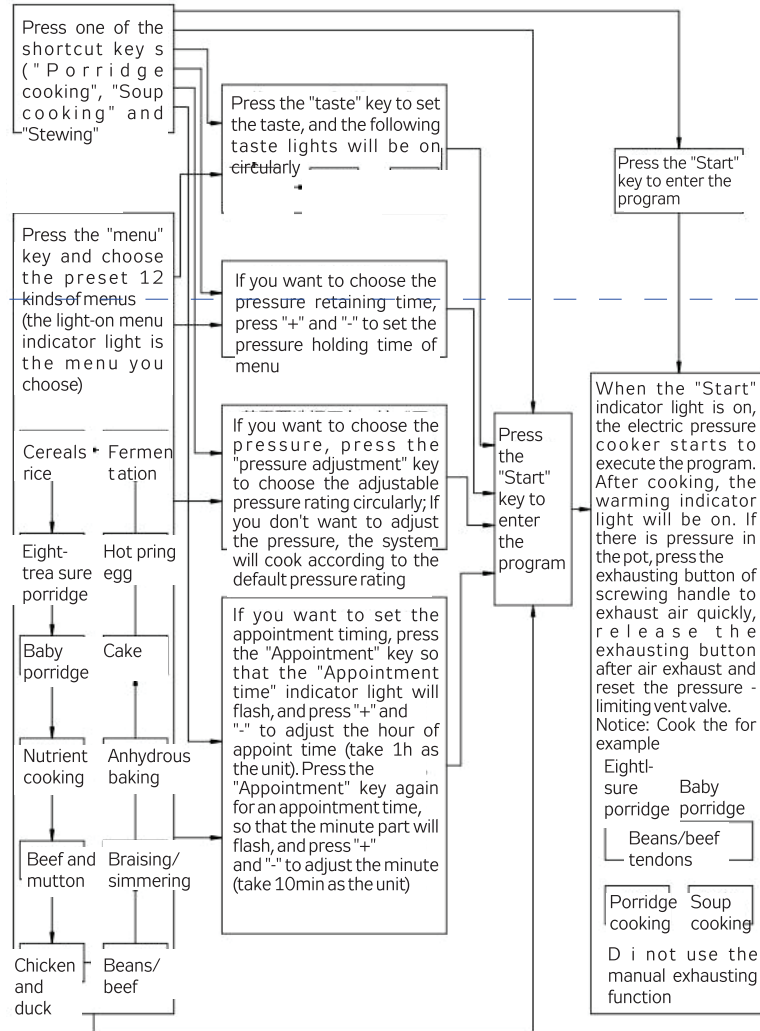 Press one of the
shortcut key s
("Porridge
cooking", "Soup
cooking" and
"Stewing"
Press the "taste" key to set
the taste, and the following
taste lights will be on
circularly
Press the "Start"
key to enter the
program
Press the "menu"
key and choose
the preset 12
kinds of menus
(the light-on menu
indicator light is
the menu you
choose)
If you want to choose the
pressure retaining time,
press "+" and "-" to set the
pressure holding time of
menu
If you want to choose the
pressure, press the
"pressure adjustment" key
to choose the adjustable
pressure rating circularly; If
you don't want to adjust
the pressure, the system
will cook according to the
default pressure rating
If you want to set the
appointment timing, press
the "Appointment" key so
that the "Appointment
time" indicator light will
flash, and press "+" and
"-" to adjust the hour of
appoint time (take 1h as
the unit). Press the
"Appointment" key again
for an appointment time,
so that the minute part will
flash, and press "+"
and "-" to adjust the minute
(take 10min as the unit)
Cereals
rice
Fermen
tation
Eight-
trea sure
porridge
Hot pring
egg
Baby
porridge
Cake
Nutrient
cooking
Anhydrous
baking
Beef and
mutton
Braising/
simmering
Chicken
and
duck
Beans/
beef
Press
the
"Start"
key to
enter
the
program
When the "Start"
indicator light is on,
the electric pressure
cooker starts to
execute the program.
After cooking, the
warming indicator
light will be on. If
there is pressure in
the pot, press the
exhausting button of
screwing handle to
exhaust air quickly,
release the
exhausting button
after air exhaust and
reset the pressure -
limiting vent valve.
Notice: Cook the for
example
Eightl-
sure
porridge
Baby
porridge
Beans/beef
tendons
Porridge
cooking
Soup
cooking
D i not use the
manual exhausting
function